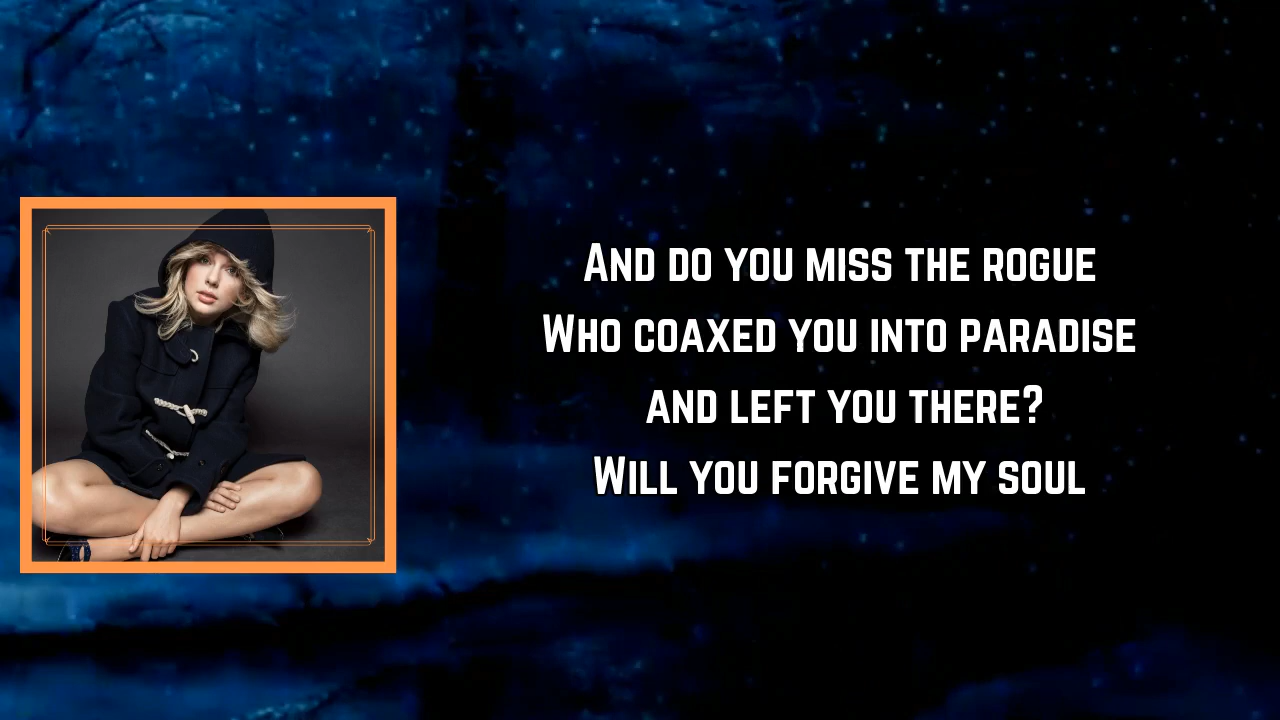 And do you miss the rogue
Who coaxed you into paradise
and left you there?
Will you forgive my soul